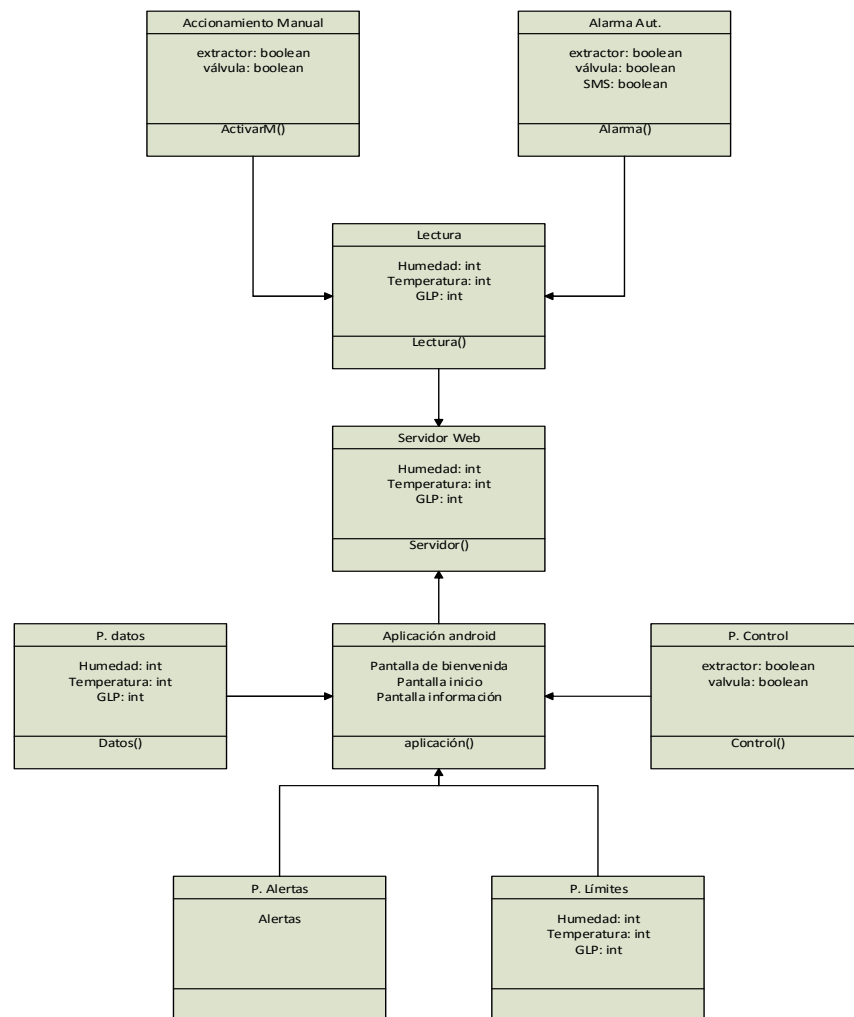 Accionamiento Manual
extractor: boolean
válvula: boolean
ActivarM()
Alarma Aut.
extractor: boolean
válvula: boolean
SMS: boolean
Alarma()
Lectura
Humedad: int
Temperatura: int
GLP: int
Lectura()
Servidor Web
Humedad: int
Temperatura: int
GLP: int
Servidor()
P. datos
Humedad: int
Temperatura: int
GLP: int
Datos()
Aplicación android
Pantalla de bienvenida
Pantalla inicio
Pantalla información
aplicación()
P. Control
extractor: boolean
valvula: boolean
Control()
P. Alertas
Alertas
P. Límites
Humedad: int
Temperatura: int
GLP: int